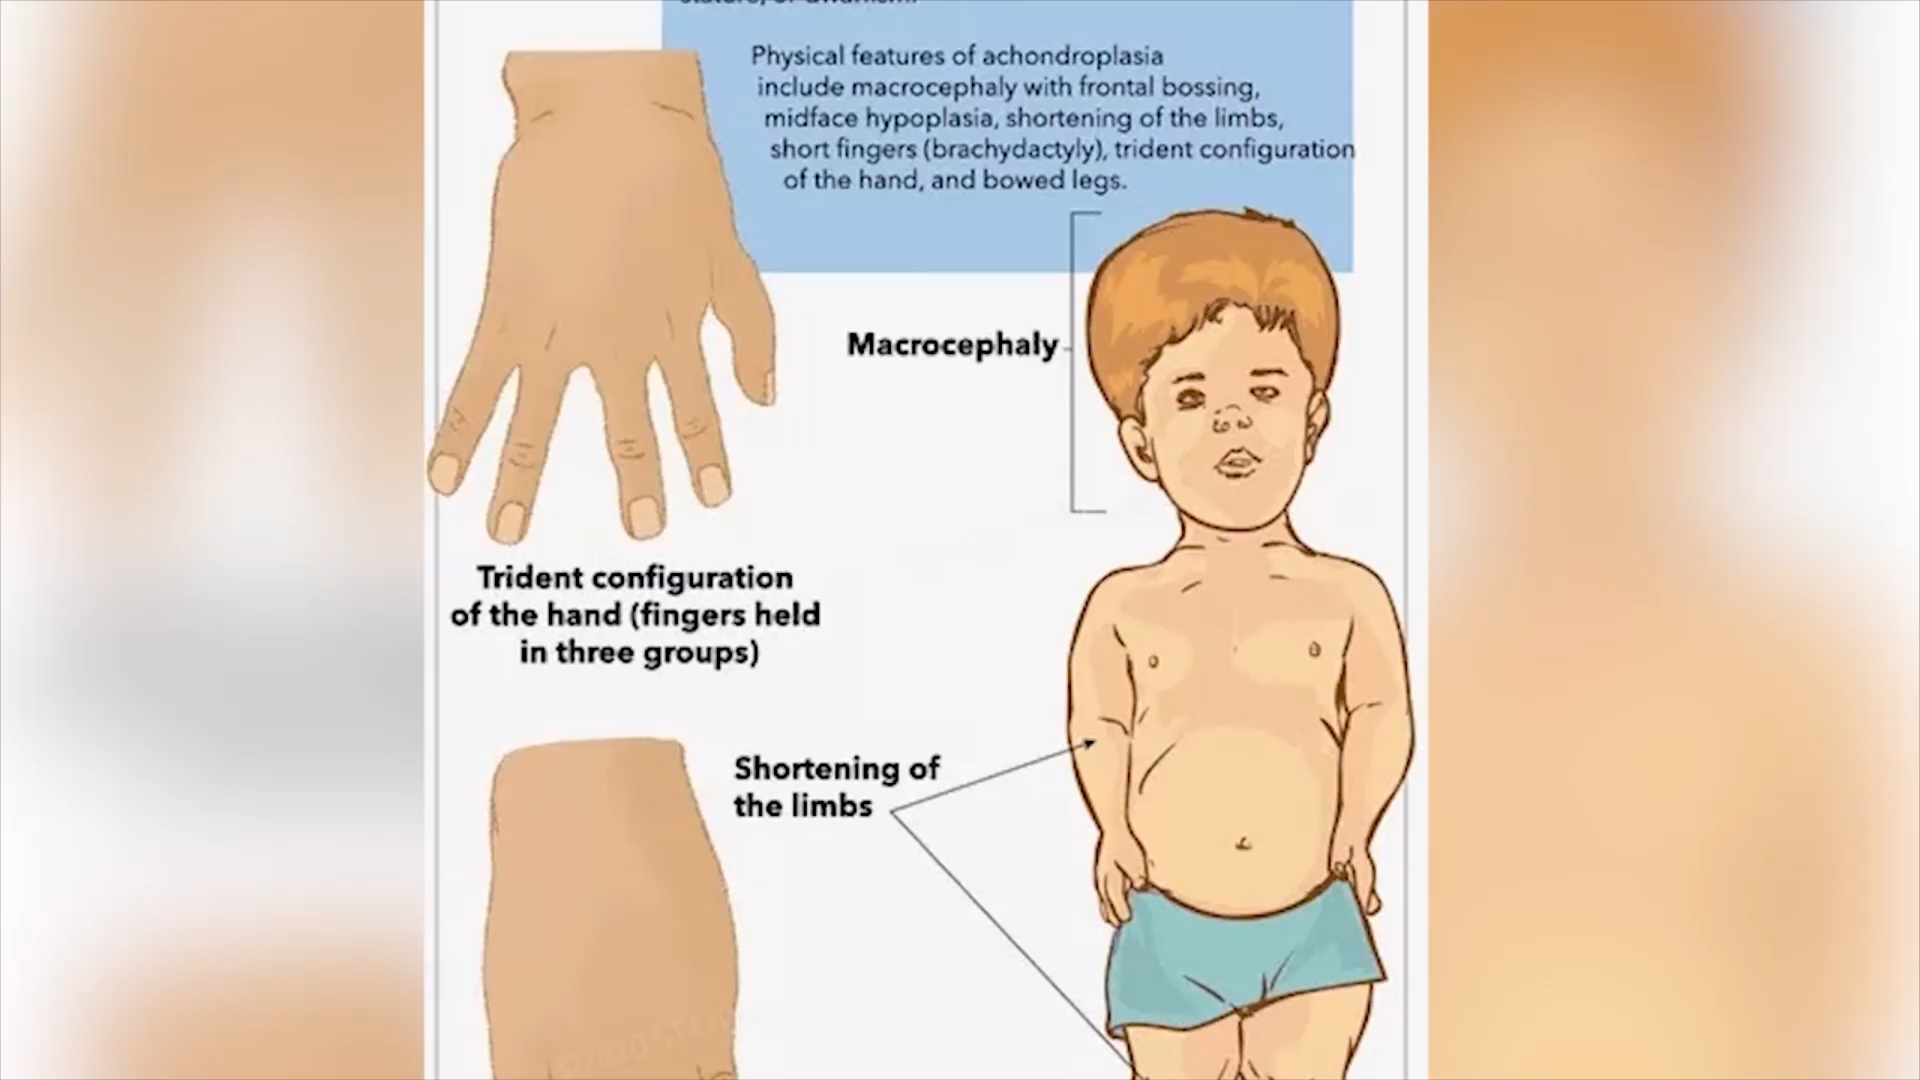 Physical features of achondroplasia
include macrocephaly with frontal bossing,
midface hypoplasia, shortening of the limbs,
short fingers (brachydactyly), trident configuration
of the hand, and bowed legs.
Macrocephaly
Trident configuration
of the hand (fingers held
in three groups)
Shortening of
the limbs